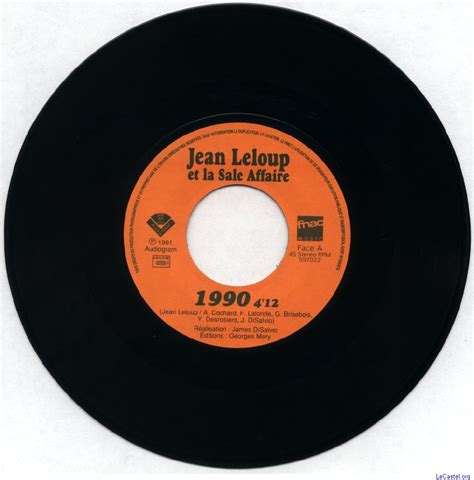 Jean Leloup
et la Sale Affaire
℗ 1991
Audiogram
fnac
MUSIC
Face A
45 Stereo RPM
597022
1990 4'12
(Jean Leloup / A. Cochard, F. Lalonde, G. Brisebois,
Y. Desrosiers, J. DiSalvio)
Réalisation : James DiSalvio
Éditions : Georges Mary
LeCastel.org